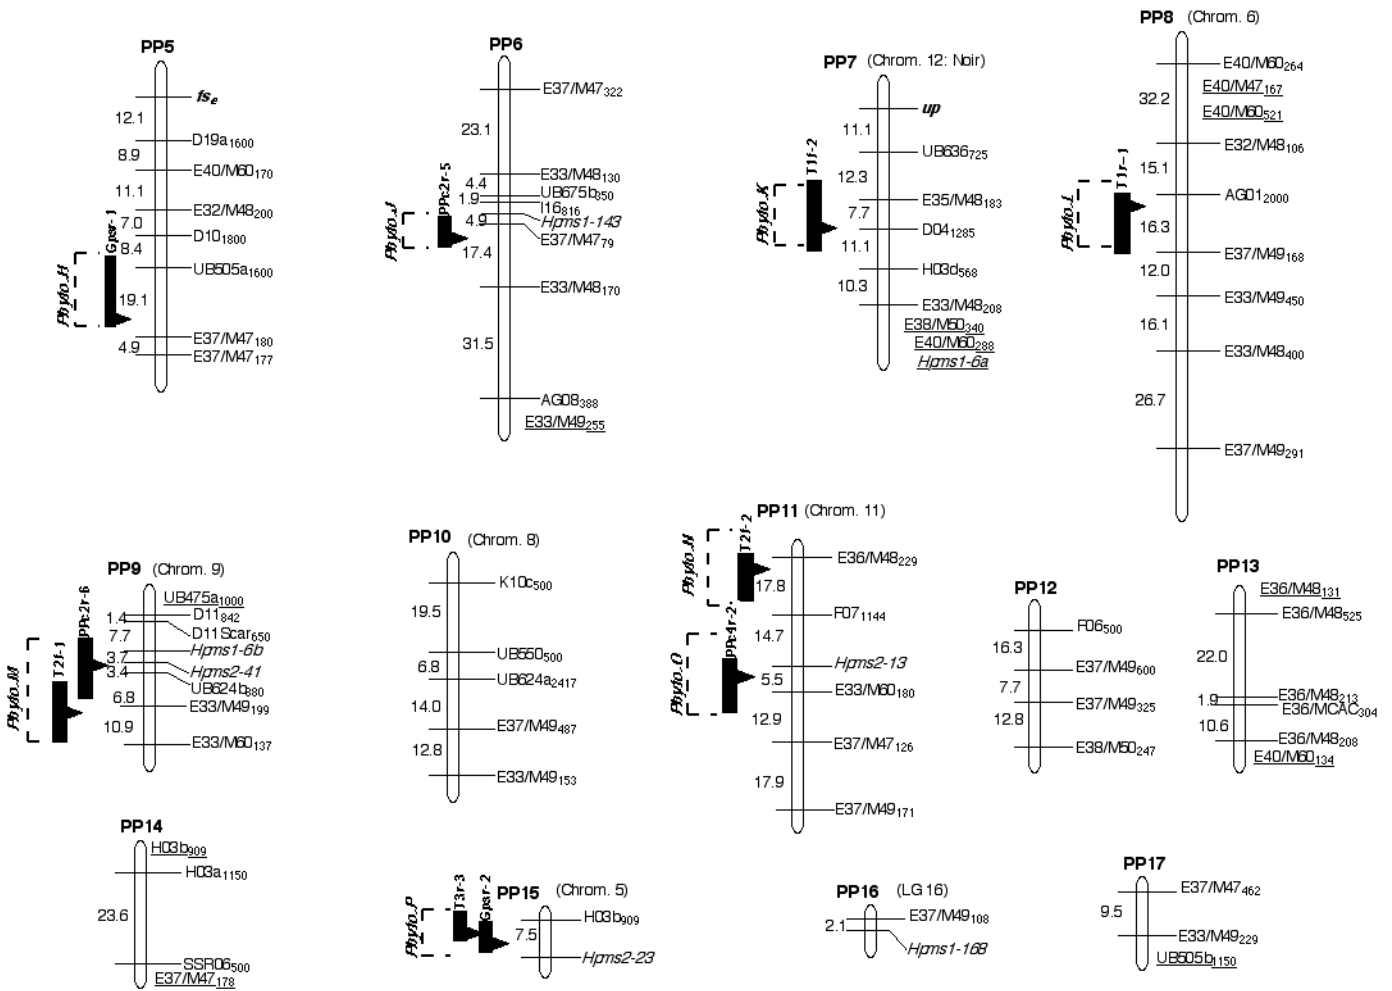 PP5
fse
12.1
D19a1600
8.9
E40/M60170
11.1
E32/M48200
7.0
D101800
8.4
UB505a1600
19.1
E37/M47180
4.9
E37/M47177
Gpsr-1
Phyto.H
PP6
E37/M47322
23.1
E33/M48130
4.4
UB675b850
1.9
I16816
Hpms1-143
4.9
E37/M4779
17.4
E33/M48170
31.5
AG08388
E33/M49255
PPc2r-5
Phyto.J
PP7 (Chrom. 12: Noir)
up
11.1
UB636725
12.3
E35/M48183
7.7
D041285
11.1
H03d568
10.3
E33/M48208
E38/M50340
E40/M60288
Hpms1-6a
T1f-2
Phyto.K
PP8 (Chrom. 6)
E40/M60264
E40/M47167
32.2
E40/M60521
E32/M48106
15.1
AG012000
16.3
E37/M49168
12.0
E33/M49450
16.1
E33/M48400
26.7
E37/M49291
T1r-1
Phyto.L
PP9 (Chrom. 9)
UB475a1000
1.4
D11842
7.7
D11Scar650
Hpms1-6b
3.7
Hpms2-41
3.4
UB624b880
6.8
E33/M49199
10.9
E33/M60137
PPc2r-6
T2f-1
Phyto.M
PP10 (Chrom. 8)
K10c500
19.5
UB550500
6.8
UB624a2417
14.0
E37/M49487
12.8
E33/M49153
PP11 (Chrom. 11)
E36/M48229
17.8
F071144
14.7
Hpms2-13
5.5
E33/M60180
12.9
E37/M47126
17.9
E37/M49171
T2f-2
Phyto.N
PPc4r-2
Phyto.O
PP12
F06500
16.3
E37/M49600
7.7
E37/M49325
12.8
E38/M50247
PP13
E36/M48131
E36/M48525
22.0
E36/M48213
1.9
E36/MCAC304
10.6
E36/M48208
E40/M60134
PP14
H03b909
H03a1150
23.6
SSR06500
E37/M47178
PP15 (Chrom. 5)
H03b909
7.5
Hpms2-23
T3r-3
Gpsr-2
Phyto.P
PP16 (LG 16)
E37/M49108
2.1
Hpms1-168
PP17
E37/M47462
9.5
E33/M49229
UB505b1150